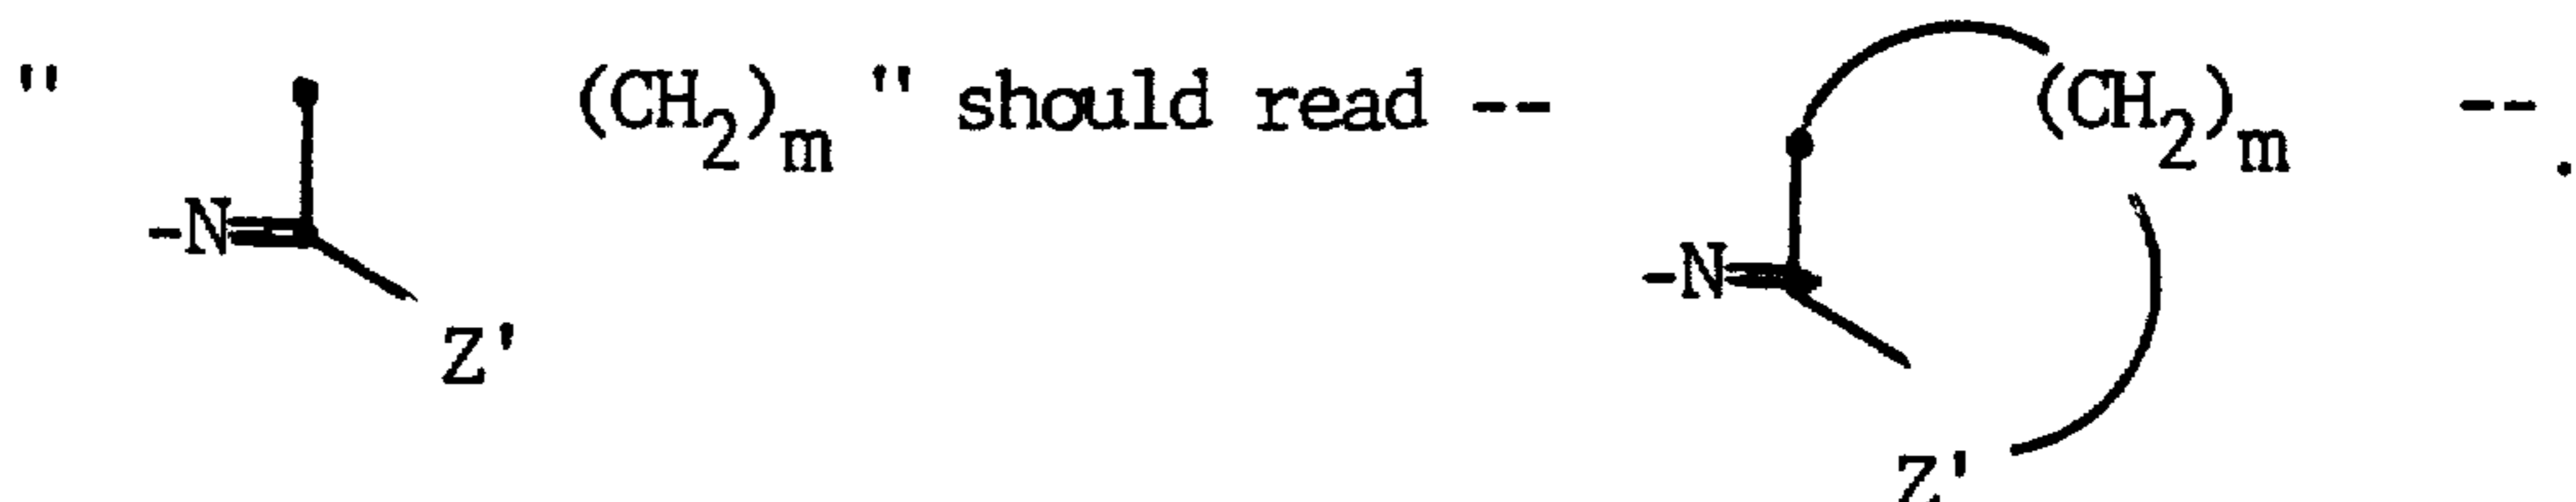 " (CH2)m " should read -- (CH2)m --.
-N -N
Z'
Z'